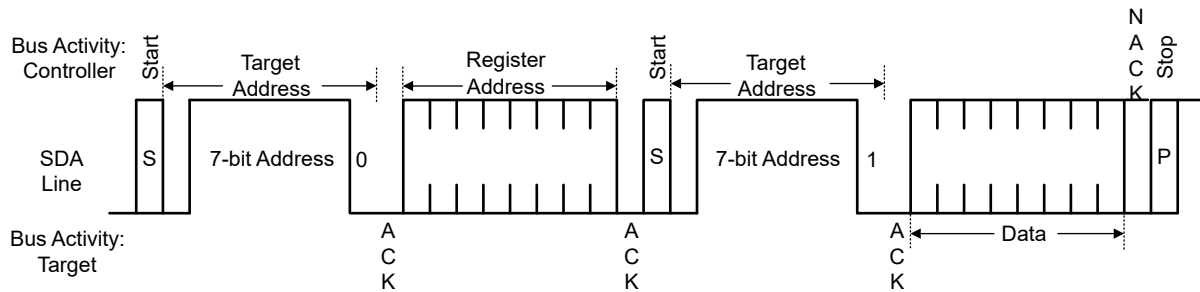 Bus Activity:
Controller
Start
Target
Address
Register
Address
Start
Target
Address
N
A
C
K
Stop
SDA
Line
S
7-bit Address
0
S
7-bit Address
1
P
Bus Activity:
Target
A
C
K
A
C
K
A
C
K
Data